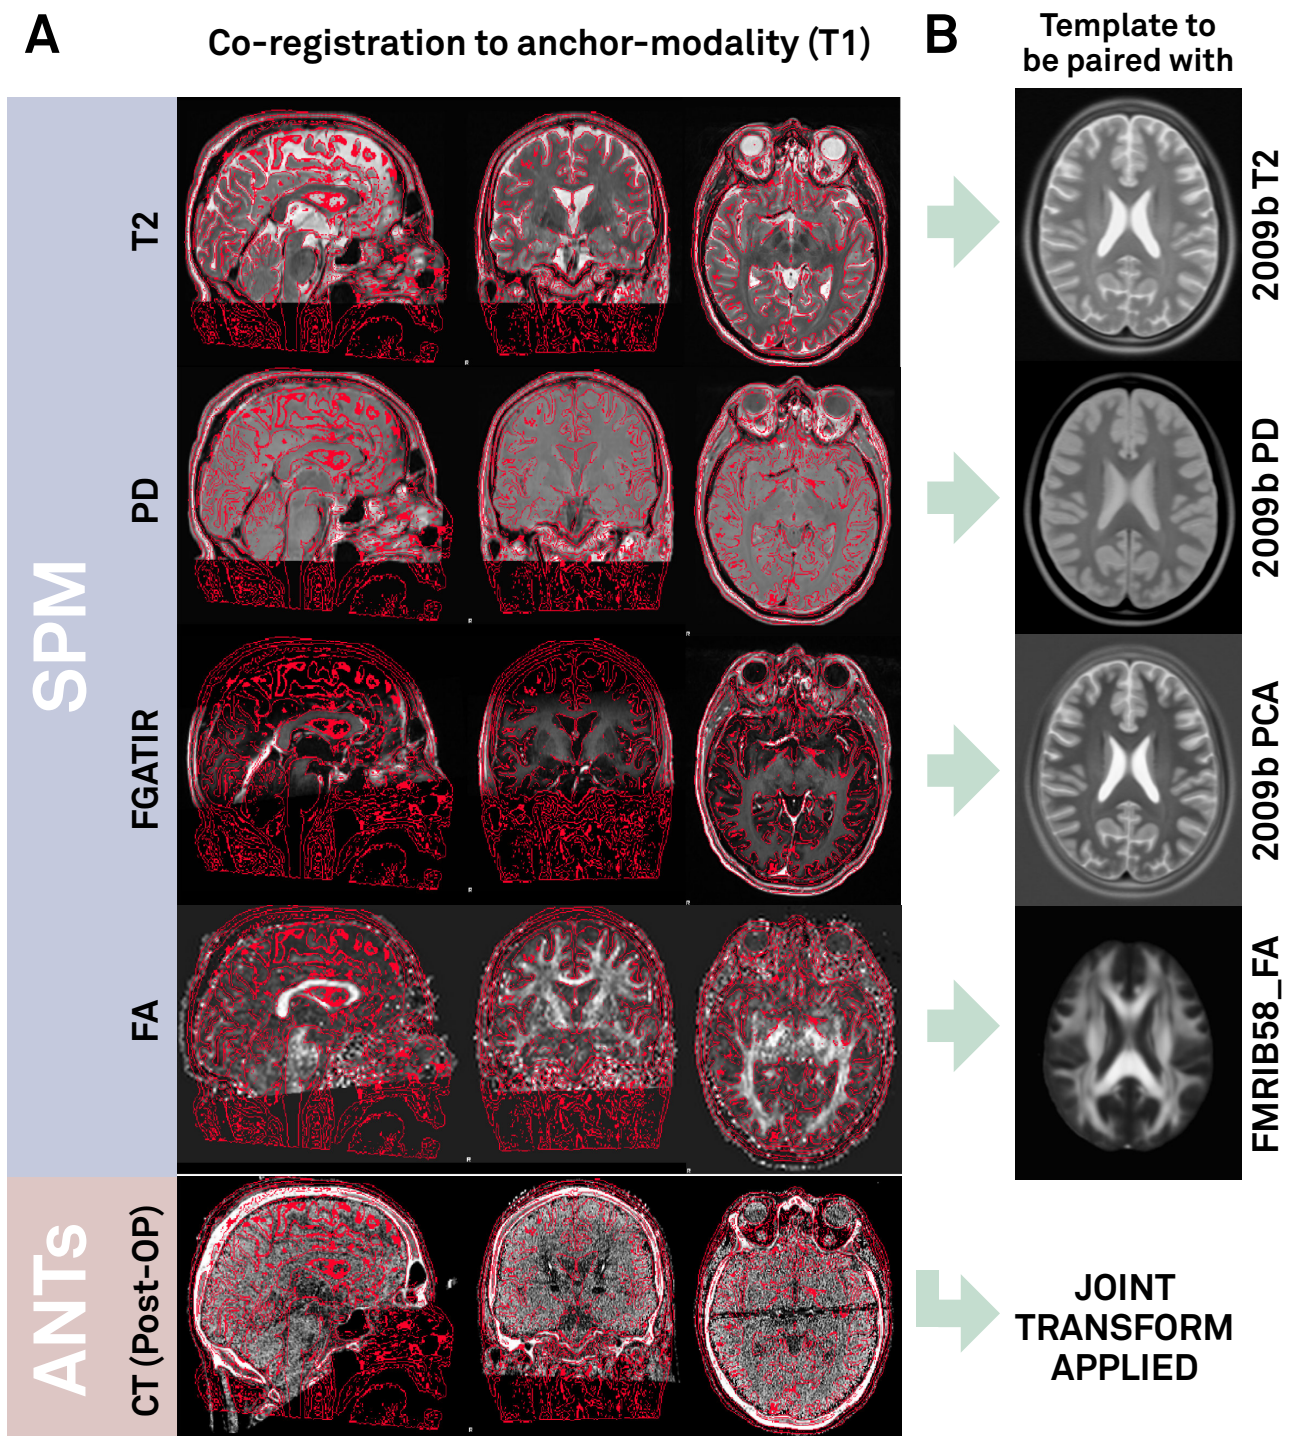 A
Co-registration to anchor-modality (T1)
B
Template to
be paired with
SPM
T2
2009b T2
PD
2009b PD
FGATIR
2009b PCA
FA
FMRIB58_FA
ANTs
CT (Post-OP)
JOINT
TRANSFORM
APPLIED